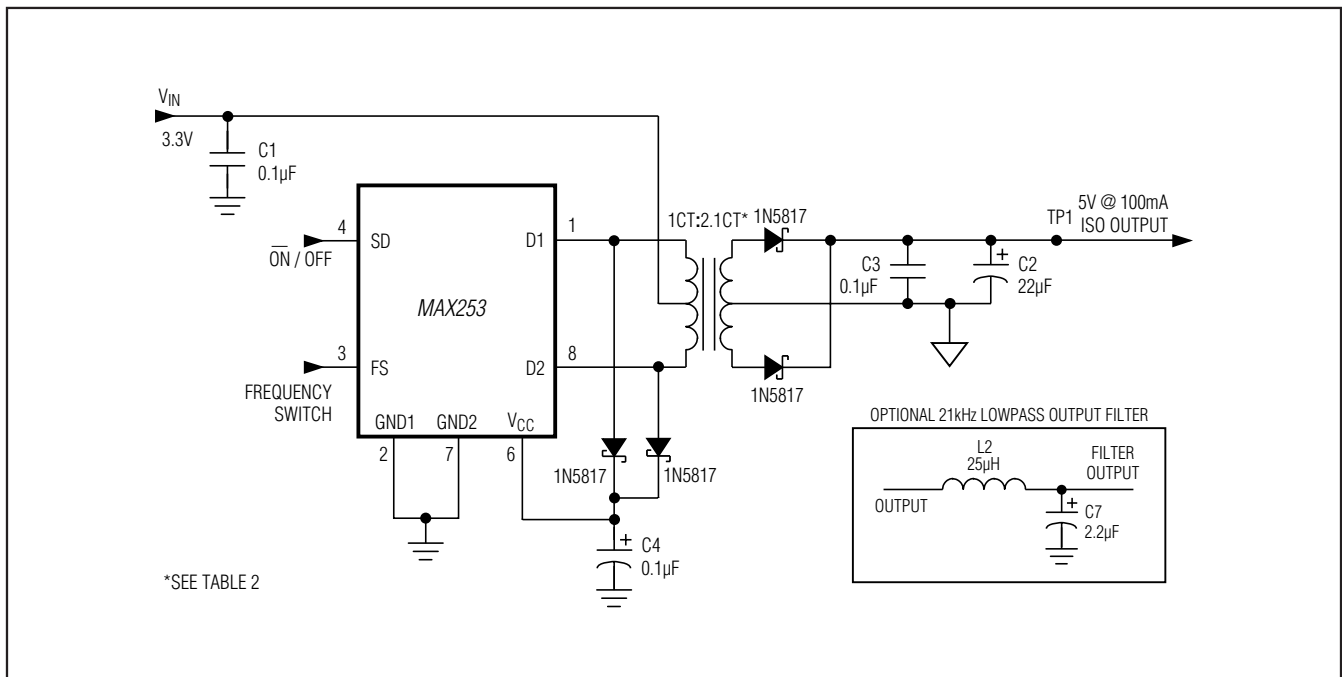 VIN
3.3V
C1
0.1µF
4
SD
ON / OFF
3
FS
FREQUENCY
SWITCH
MAX253
D1
1
D2
8
GND1
GND2
VCC
2
7
6
1CT:2.1CT*
1N5817
1N5817
1N5817
1N5817
C4
0.1µF
+
C3
0.1µF
+
C2
22µF
TP1
5V @ 100mA
ISO OUTPUT
OPTIONAL 21kHz LOWPASS OUTPUT FILTER
L2
25µH
OUTPUT
FILTER
OUTPUT
+
C7
2.2µF
*SEE TABLE 2